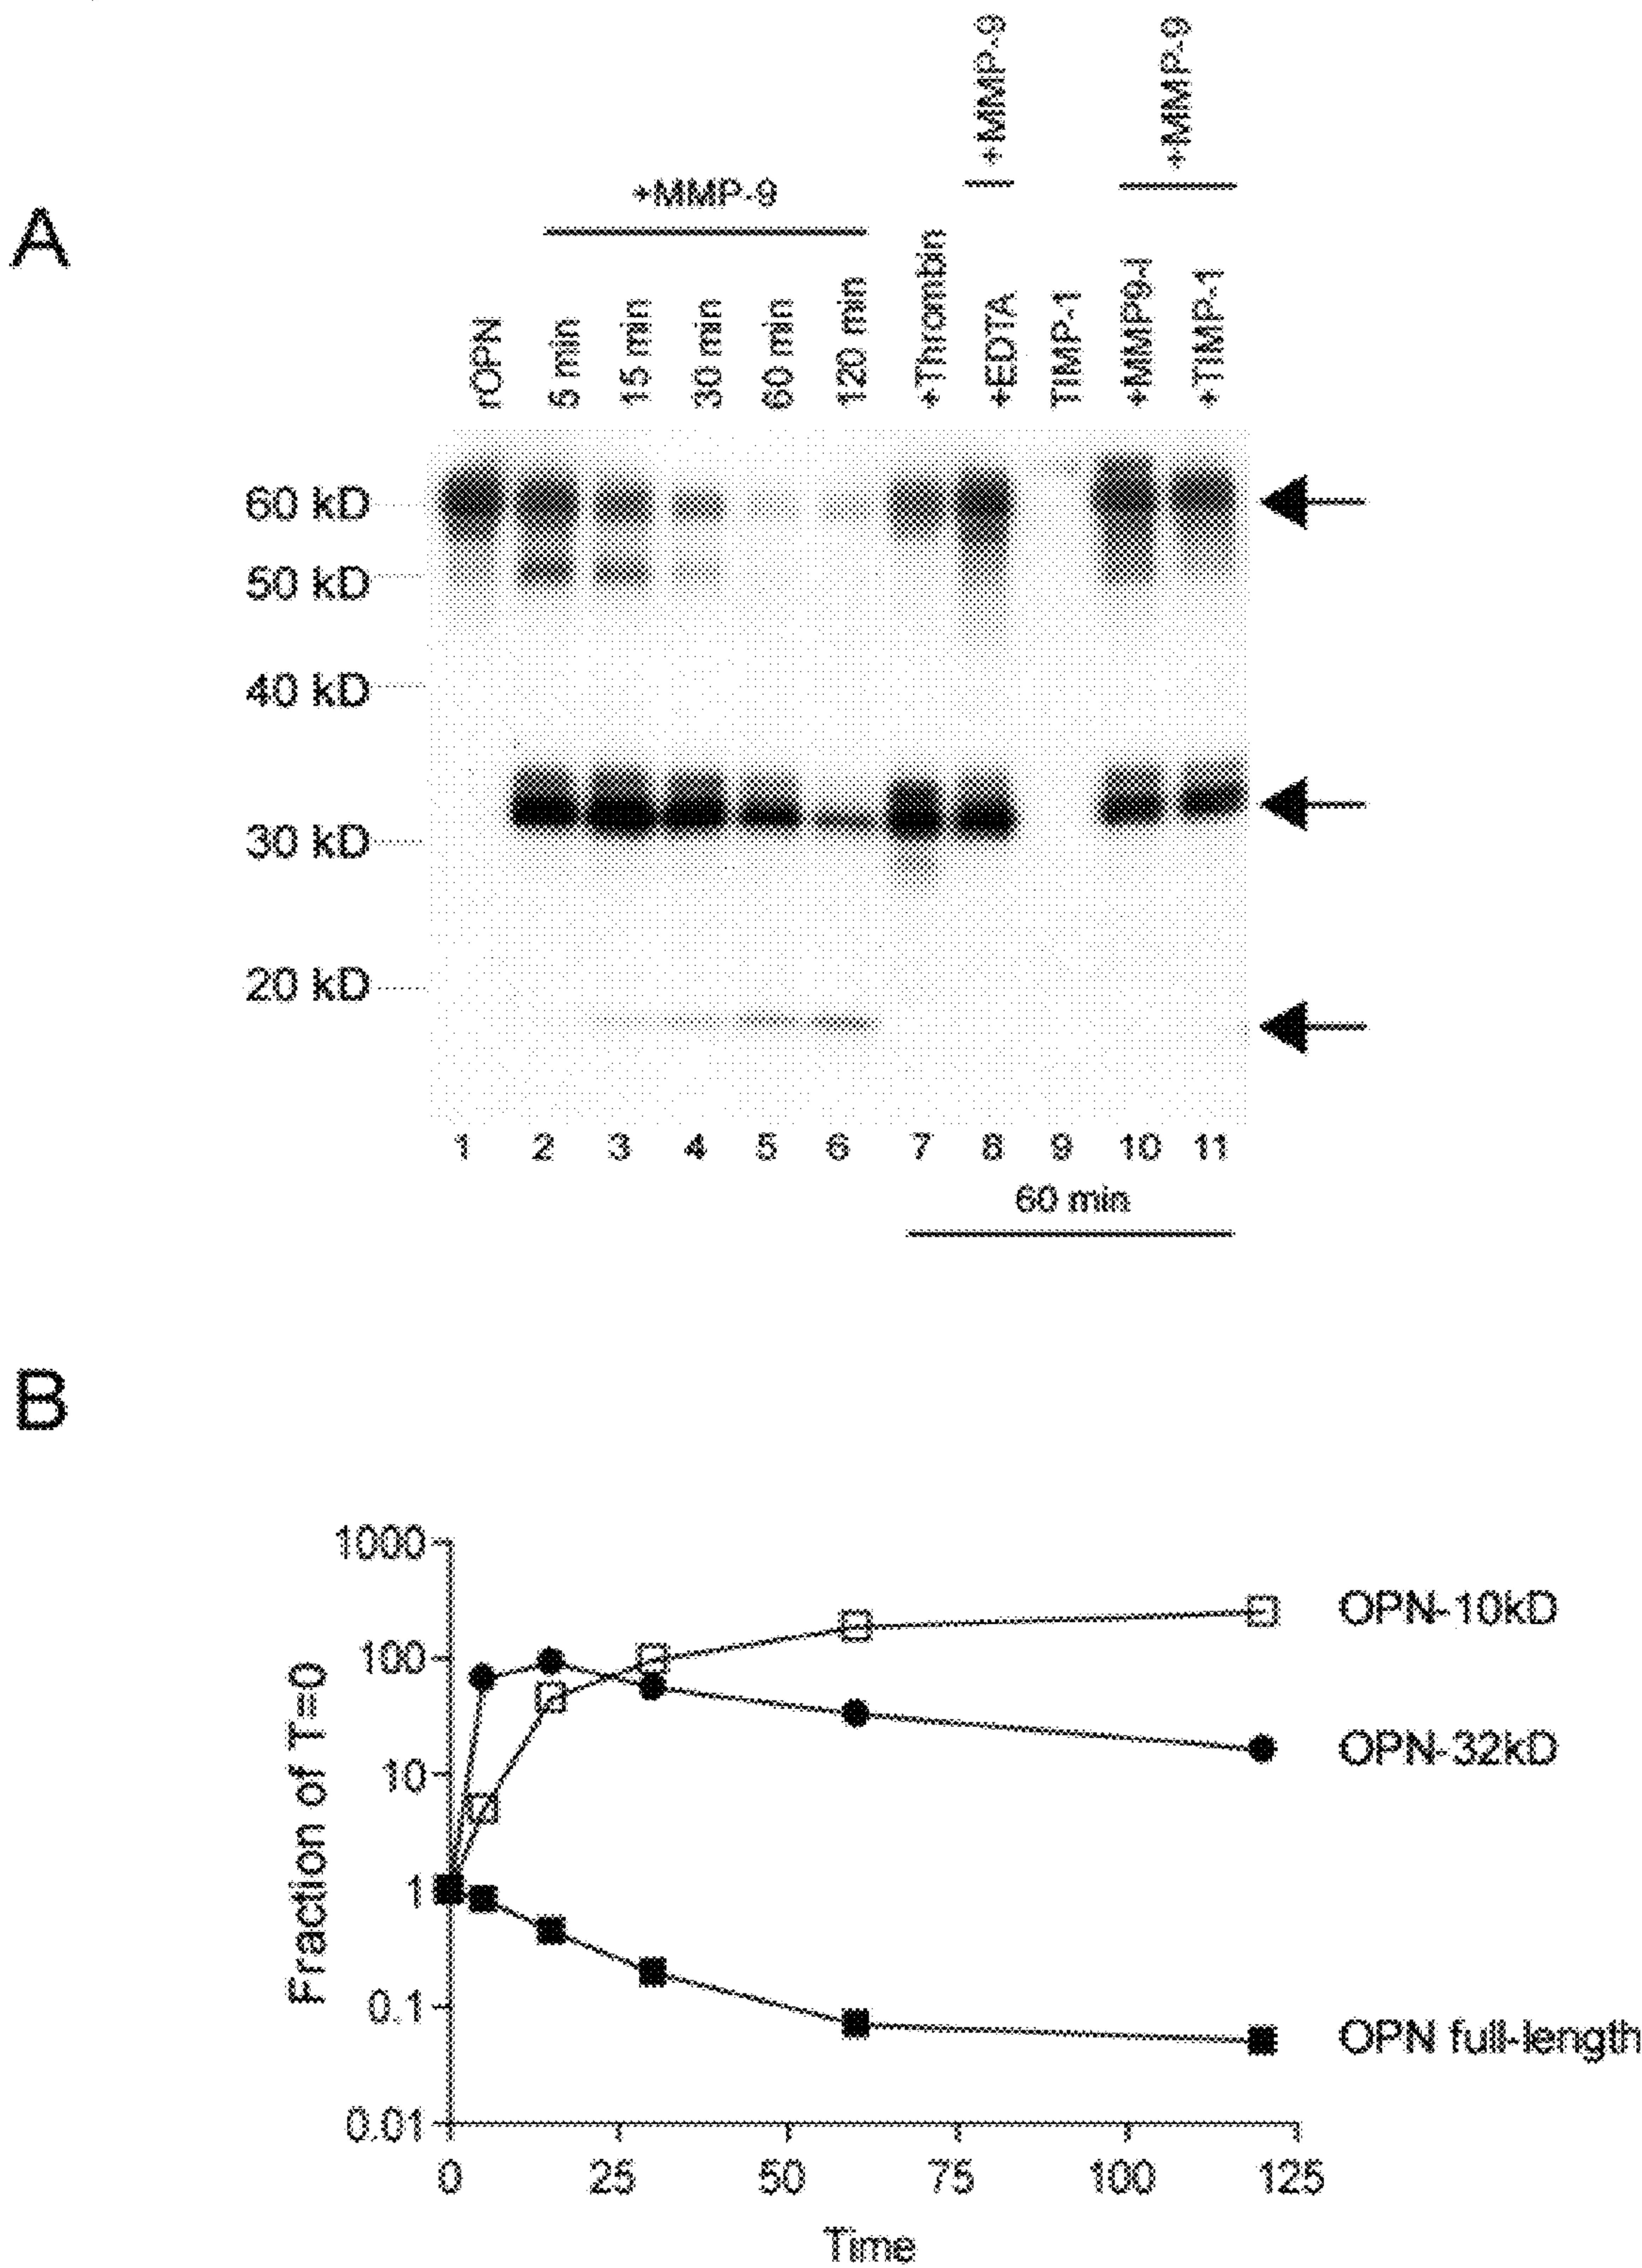 +MMP-9
+MMP-9
+MMP-9
A
rOPN
5 min
15 min
30 min
60 min
120 min
+Thrombin
+EDTA
TIMP-1
+MMP9-I
+TIMP-1
60 kD
50 kD
40 kD
30 kD
20 kD
1 2 3 4 5 6 7 8 9 10 11
60 min
B
1000
100
10
1
0.1
0.01
Fraction of T=0
OPN-10kD
OPN-32kD
OPN full-length
0 25 50 75 100 125
Time